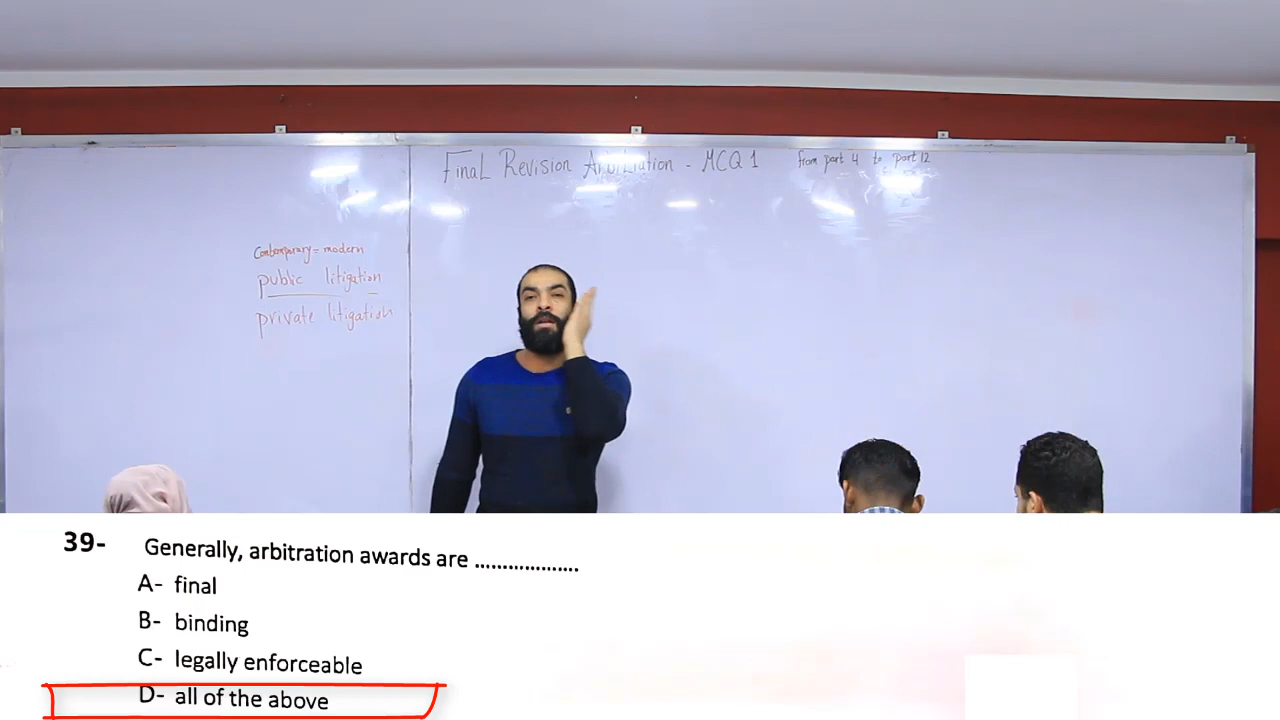 Final Revision Arbitration - MCQ 1 from part 4 to part 12
Contemporary = modern
public litigation
private litigation
39- Generally, arbitration awards are ...................
A- final
B- binding
C- legally enforceable
D- all of the above